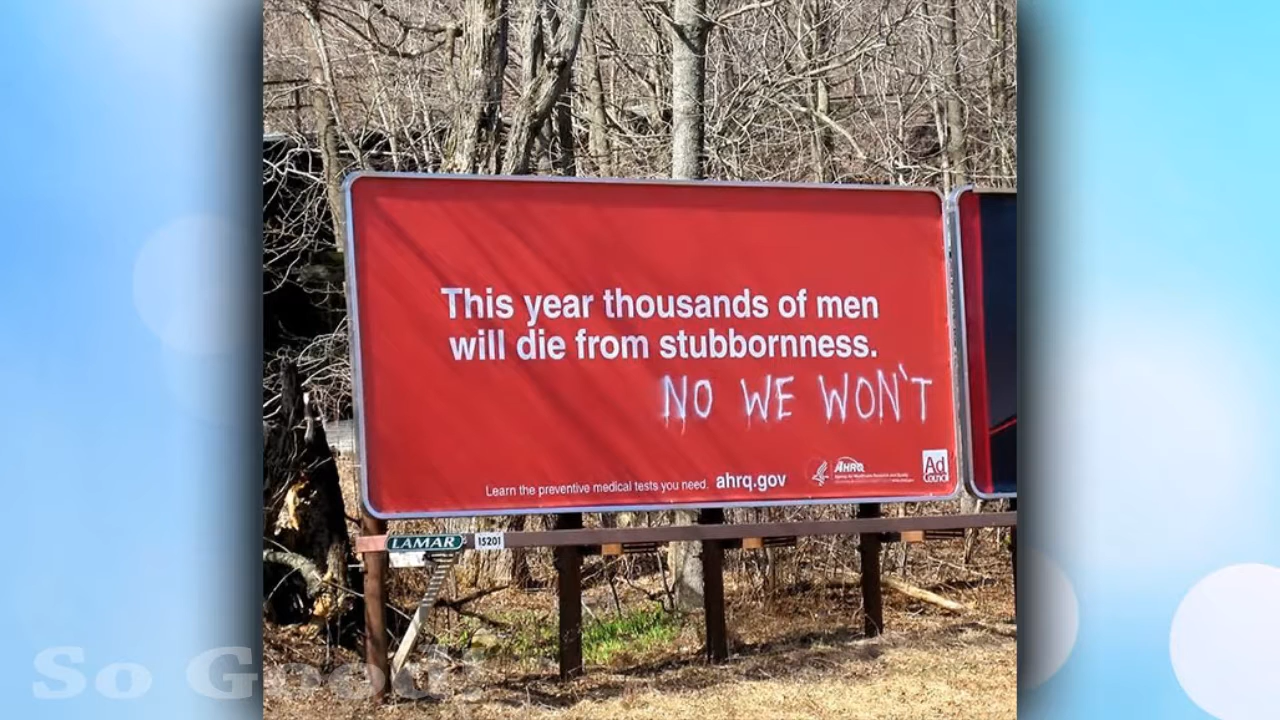 This year thousands of men
will die from stubbornness.
NO WE WON'T
Learn the preventive medical tests you need. ahrq.gov
AHRQ
Ad
Council
LAMAR
15201
So Good!